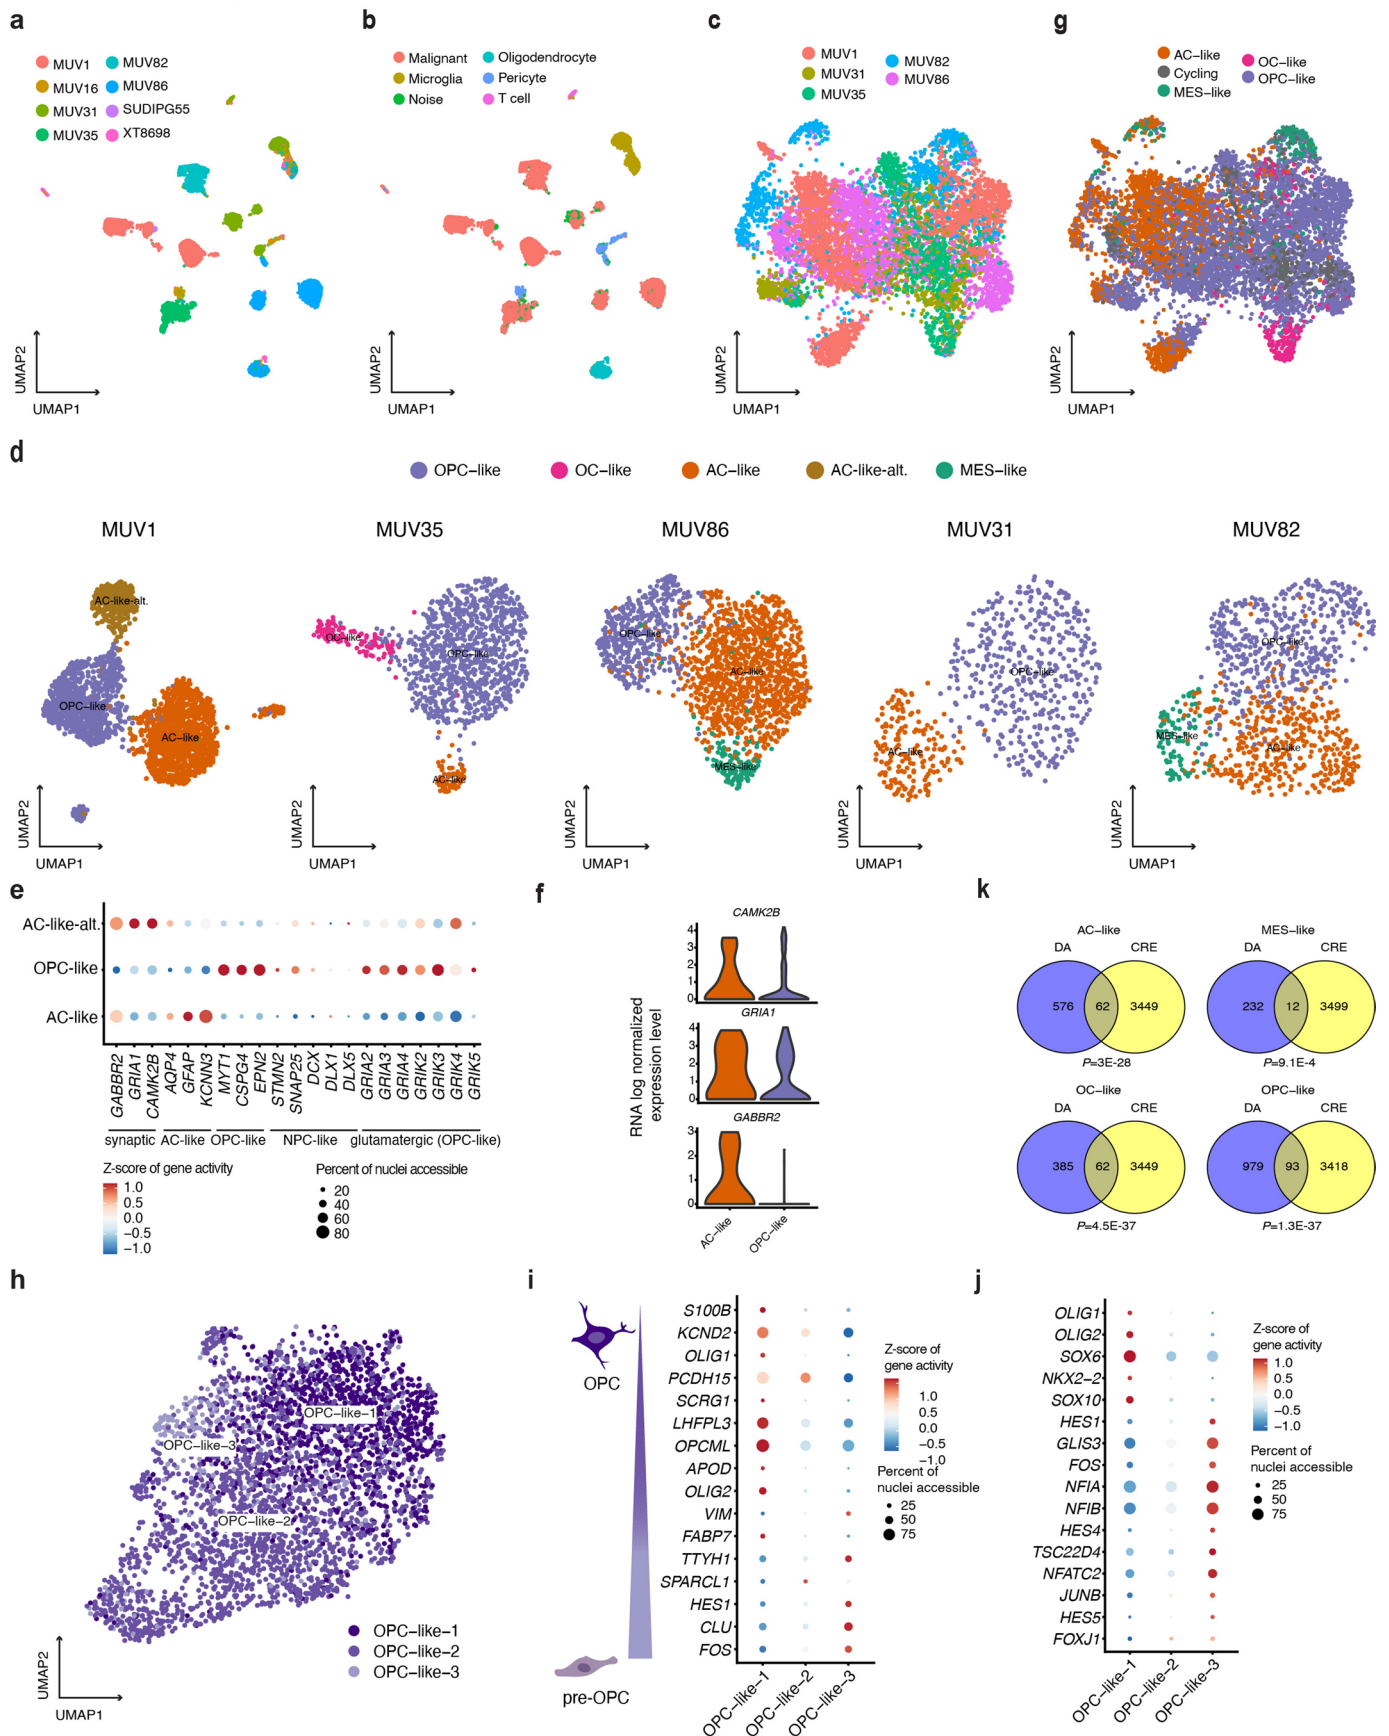 a
MUV1
MUV16
MUV31
MUV35
MUV82
MUV86
SUDIPG55
XT8698
UMAP2
UMAP1
b
Malignant
Microglia
Noise
Oligodendrocyte
Pericyte
T cell
UMAP2
UMAP1
c
MUV1
MUV31
MUV35
MUV82
MUV86
UMAP2
UMAP1
g
AC-like
Cycling
MES-like
OC-like
OPC-like
UMAP2
UMAP1
d
OPC-like
OC-like
AC-like
AC-like-alt.
MES-like
MUV1
AC-like-alt.
OPC-like
AC-like
UMAP2
UMAP1
MUV35
OC-like
OPC-like
AC-like
UMAP2
UMAP1
MUV86
OPC-like
AC-like
MES-like
UMAP2
UMAP1
MUV31
OPC-like
AC-like
UMAP2
UMAP1
MUV82
OPC-like
MES-like
AC-like
UMAP2
UMAP1
e
AC-like-alt.
OPC-like
AC-like
GABBR2
GRIA1
CAMK2B
AQP4
GFAP
KCNN3
MYT1
CSPG4
EPN2
STMN2
SNAP25
DCX
DLX1
DLX5
GRIA2
GRIA3
GRIA4
GRIK2
GRIK3
GRIK4
GRIK5
synaptic
AC-like
OPC-like
NPC-like
glutamatergic (OPC-like)
Z-score of gene activity
1.0
0.5
0.0
−0.5
−1.0
Percent of nuclei accessible
20
40
60
80
f
RNA log normalized
expression level
CAMK2B
4
3
2
1
0
GRIA1
4
3
2
1
0
GABBR2
3
2
1
0
AC-like
OPC-like
k
AC-like
DA
CRE
576
62
3449
P=3E-28
MES-like
DA
CRE
232
12
3499
P=9.1E-4
OC-like
DA
CRE
385
62
3449
P=4.5E-37
OPC-like
DA
CRE
979
93
3418
P=1.3E-37
h
OPC-like-1
OPC-like-3
OPC-like-2
OPC-like-1
OPC-like-2
OPC-like-3
UMAP2
UMAP1
i
OPC
pre-OPC
S100B
KCND2
OLIG1
PCDH15
SCRG1
LHFPL3
OPCML
APOD
OLIG2
VIM
FABP7
TTYH1
SPARCL1
HES1
CLU
FOS
OPC-like-1
OPC-like-2
OPC-like-3
Z-score of
gene activity
1.0
0.5
0.0
−0.5
−1.0
Percent of
nuclei accessible
25
50
75
j
OLIG1
OLIG2
SOX6
NKX2-2
SOX10
HES1
GLIS3
FOS
NFIA
NFIB
HES4
TSC22D4
NFATC2
JUNB
HES5
FOXJ1
OPC-like-1
OPC-like-2
OPC-like-3
Z-score of
gene activity
1.0
0.5
0.0
−0.5
−1.0
Percent of
nuclei accessible
25
50
75